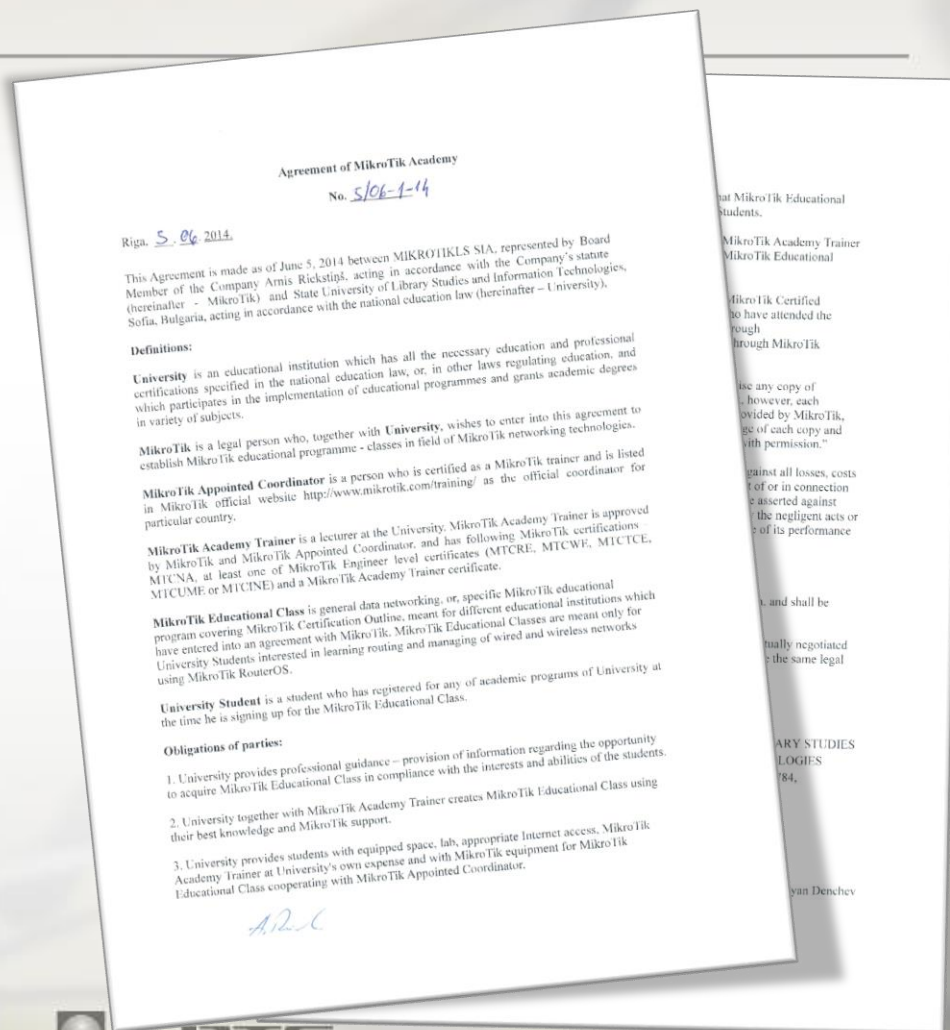 Agreement of MikroTik Academy
No. 5/06-1-14
Riga, 5. 06. 2014.
This Agreement is made as of June 5, 2014 between MIKROTIKLS SIA, represented by Board
Member of the Company Arnis Riekstiņš, acting in accordance with the Company's statute
(hereinafter - MikroTik) and State University of Library Studies and Information Technologies,
Sofia, Bulgaria, acting in accordance with the national education law (hereinafter – University),
Definitions:
University is an educational institution which has all the necessary education and professional
certifications specified in the national education law, or, in other laws regulating education, and
which participates in the implementation of educational programmes and grants academic degrees
in variety of subjects.
MikroTik is a legal person who, together with University, wishes to enter into this agreement to
establish MikroTik educational programme - classes in field of MikroTik networking technologies.
MikroTik Appointed Coordinator is a person who is certified as a MikroTik trainer and is listed
in MikroTik official website http://www.mikrotik.com/training/ as the official coordinator for
particular country.
MikroTik Academy Trainer is a lecturer at the University. MikroTik Academy Trainer is approved
by MikroTik and MikroTik Appointed Coordinator, and has following MikroTik certifications
MTCNA, at least one of MikroTik Engineer level certificates (MTCRE, MTCWE, MTCTCE,
MTCUME or MTCINE) and a MikroTik Academy Trainer certificate.
MikroTik Educational Class is general data networking, or, specific MikroTik educational
program covering MikroTik Certification Outline, meant for different educational institutions which
have entered into an agreement with MikroTik. MikroTik Educational Classes are meant only for
University Students interested in learning routing and managing of wired and wireless networks
using MikroTik RouterOS.
University Student is a student who has registered for any of academic programs of University at
the time he is signing up for the MikroTik Educational Class.
Obligations of parties:
1. University provides professional guidance – provision of information regarding the opportunity
to acquire MikroTik Educational Class in compliance with the interests and abilities of the students.
2. University together with MikroTik Academy Trainer creates MikroTik Educational Class using
their best knowledge and MikroTik support.
3. University provides students with equipped space, lab, appropriate Internet access, MikroTik
Academy Trainer at University's own expense and with MikroTik equipment for MikroTik
Educational Class cooperating with MikroTik Appointed Coordinator.
MikroTik Educational
Students.
MikroTik Academy Trainer
MikroTik Educational
MikroTik Certified
have attended the
through MikroTik
any copy of
, however, each
by MikroTik,
of each copy and
with permission."
against all losses, costs
of or in connection
asserted against
the negligent acts or
of its performance
and shall be
negotiated
the same legal
STUDIES
784,
Denchev